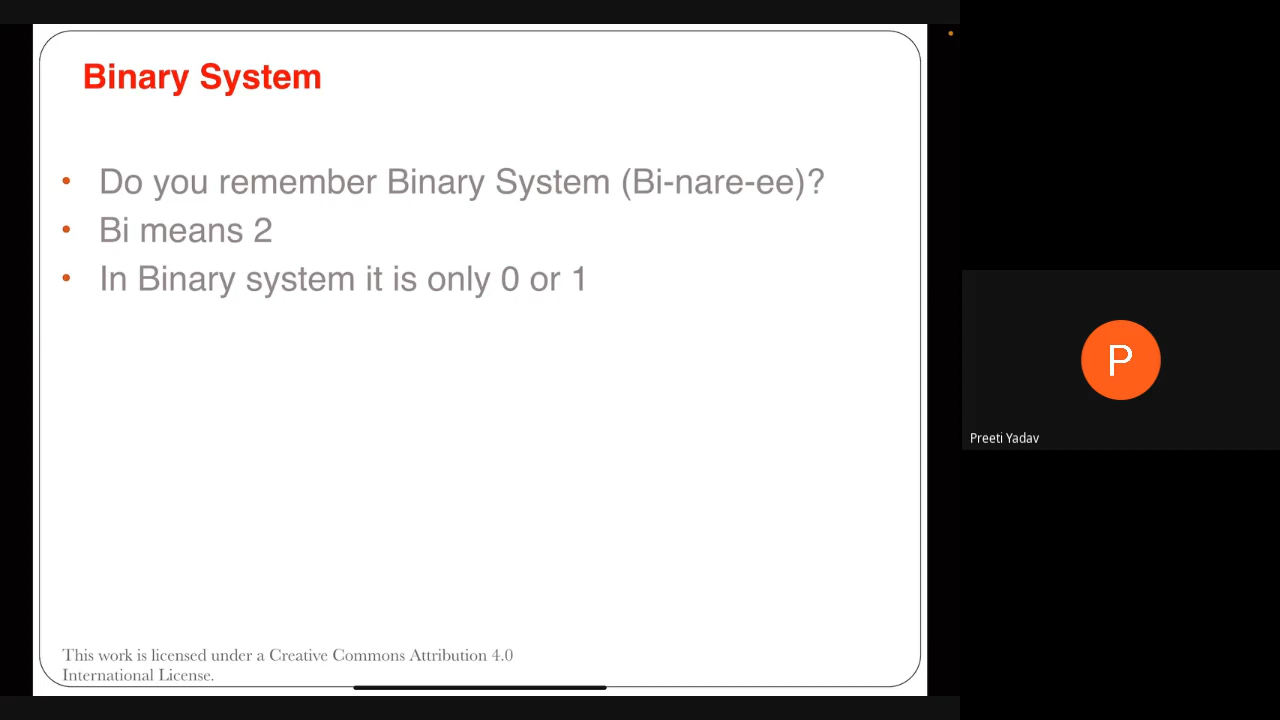 Binary System
• Do you remember Binary System (Bi-nare-ee)?
• Bi means 2
• In Binary system it is only 0 or 1
This work is licensed under a Creative Commons Attribution 4.0
International License.
P
Preeti Yadav